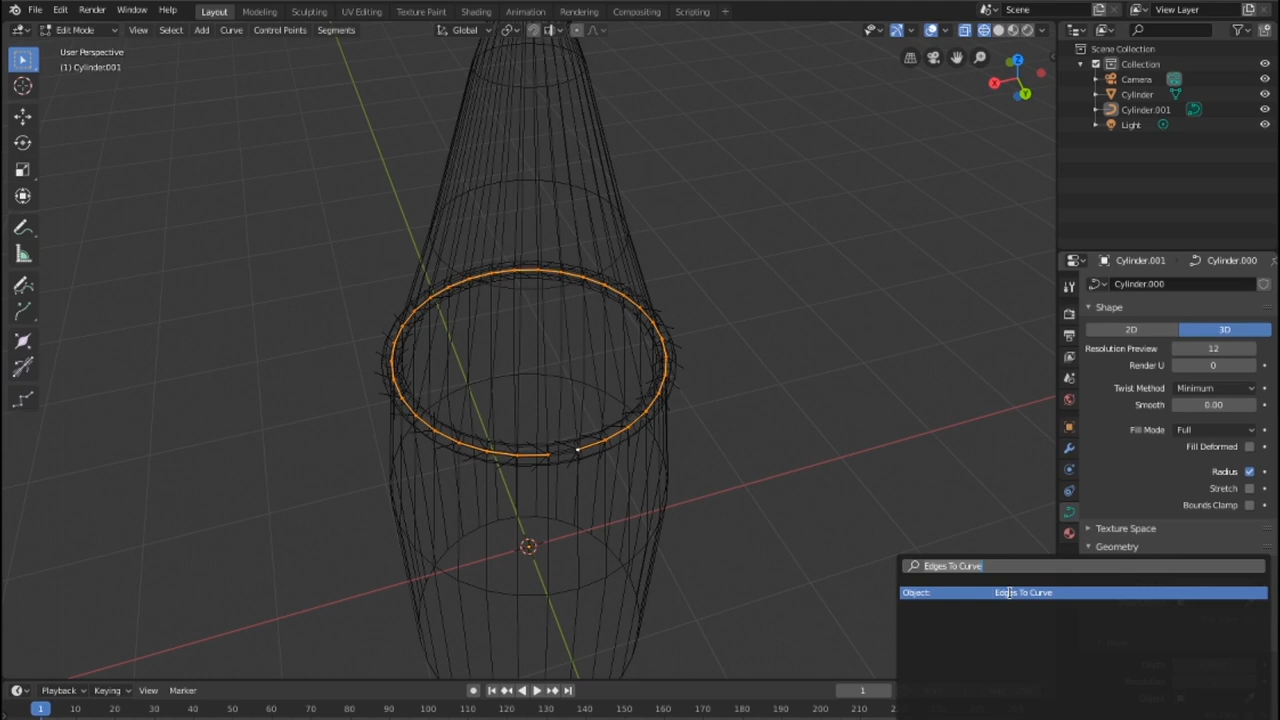 File Edit Render Window Help Layout Modeling Sculpting UV Editing Texture Paint Shading Animation Rendering Compositing Scripting + Scene View Layer
Edit Mode View Select Add Curve Control Points Segments Global
User Perspective
(1) Cylinder.001
Scene Collection
Collection
Camera
Cylinder
Cylinder.001
Light
X Y Z
Cylinder.001 Cylinder.000
Cylinder.000
Shape
2D 3D
Resolution Preview 12
Render U 0
Twist Method Minimum
Smooth 0.00
Fill Mode Full
Fill Deformed
Radius
Stretch
Bounds Clamp
Texture Space
Geometry
Edges To Curve
Object: Edges To Curve
Playback Keying View Marker 1
1 10 20 30 40 50 60 70 80 90 100 110 120 130 140 150 160 170 180 190 200 210